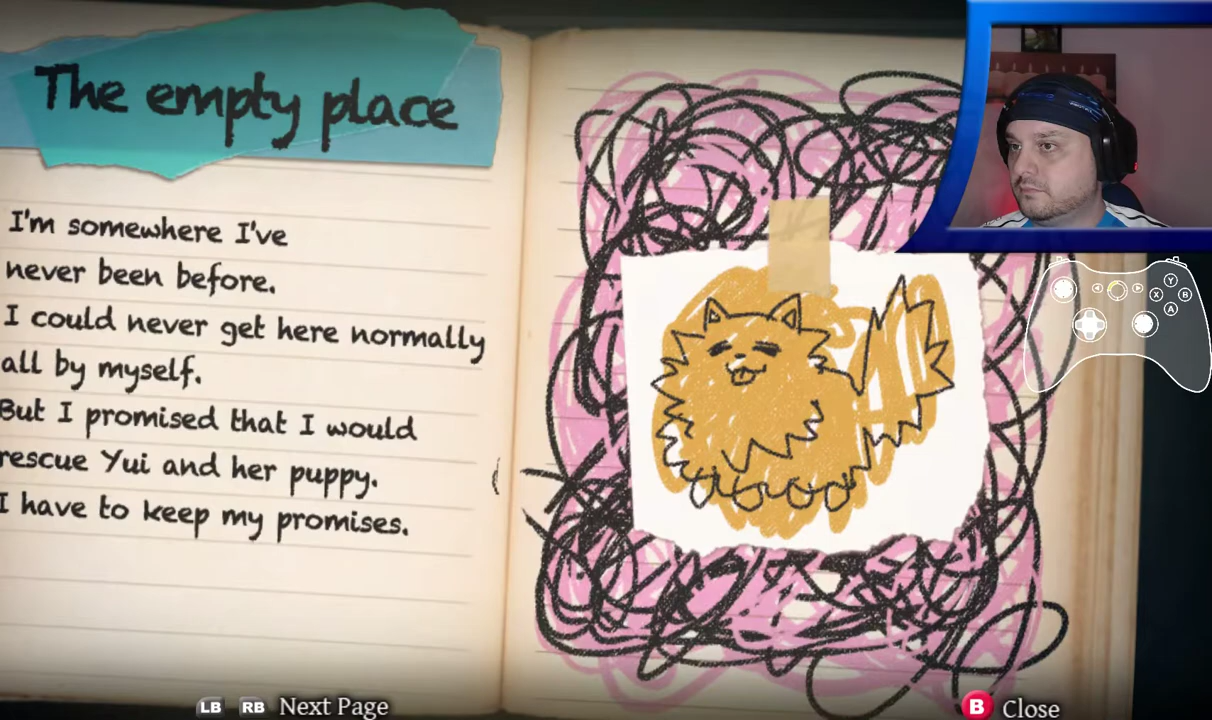 The empty place
I'm somewhere I've
never been before.
I could never get here normally
all by myself.
But I promised that I would
rescue Yui and her puppy.
I have to keep my promises.
LB RB Next Page
B Close
Y
X B
A